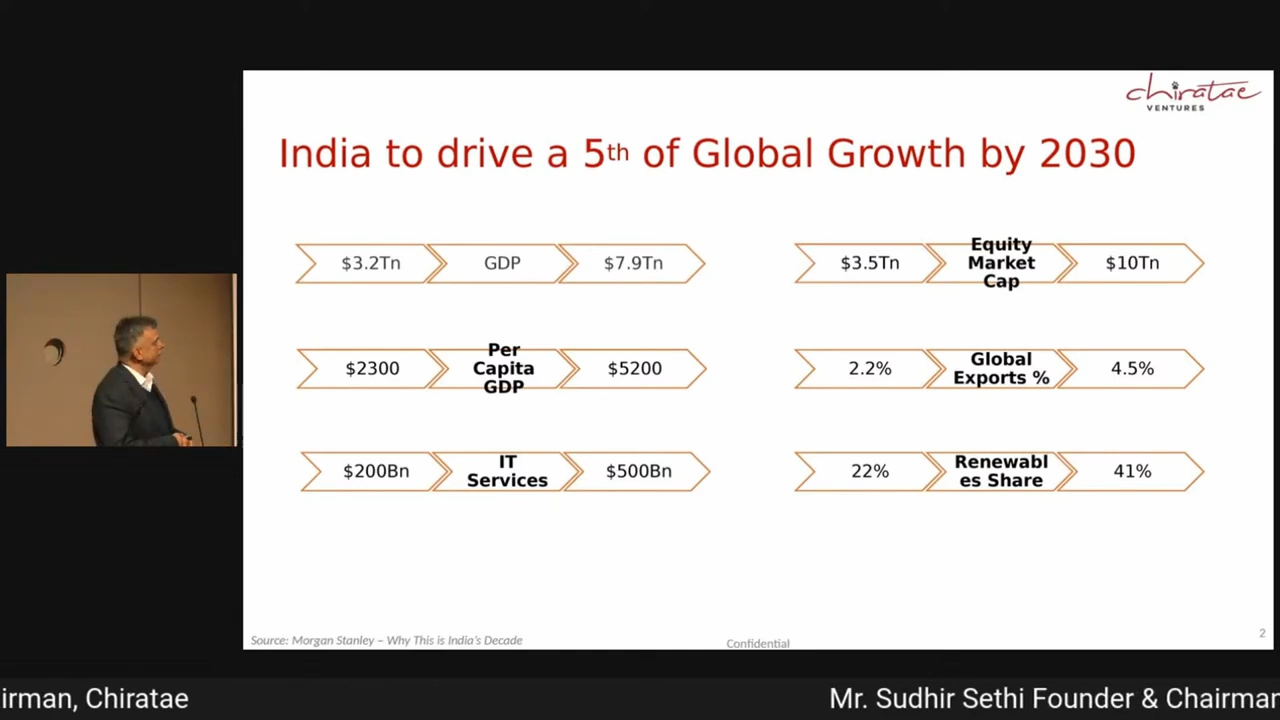 chiratae
VENTURES
India to drive a 5th of Global Growth by 2030
$3.2Tn
GDP
$7.9Tn
$3.5Tn
Equity
Market
Cap
$10Tn
$2300
Per
Capita
GDP
$5200
2.2%
Global
Exports %
4.5%
$200Bn
IT
Services
$500Bn
22%
Renewabl
es Share
41%
Source: Morgan Stanley – Why This is India's Decade
Confidential
2
irman, Chiratae
Mr. Sudhir Sethi Founder & Chairman